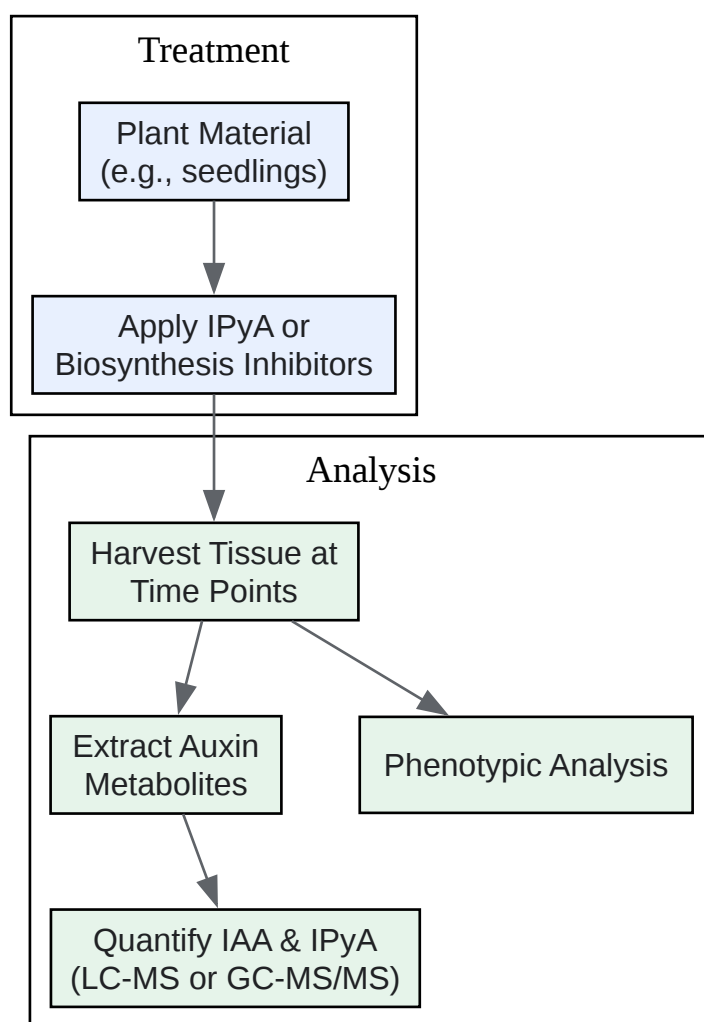 Treatment
Plant Material
(e.g., seedlings)
Apply IPyA or
Biosynthesis Inhibitors
Analysis
Harvest Tissue at
Time Points
Extract Auxin
Metabolites
Phenotypic Analysis
Quantify IAA & IPyA
(LC-MS or GC-MS/MS)